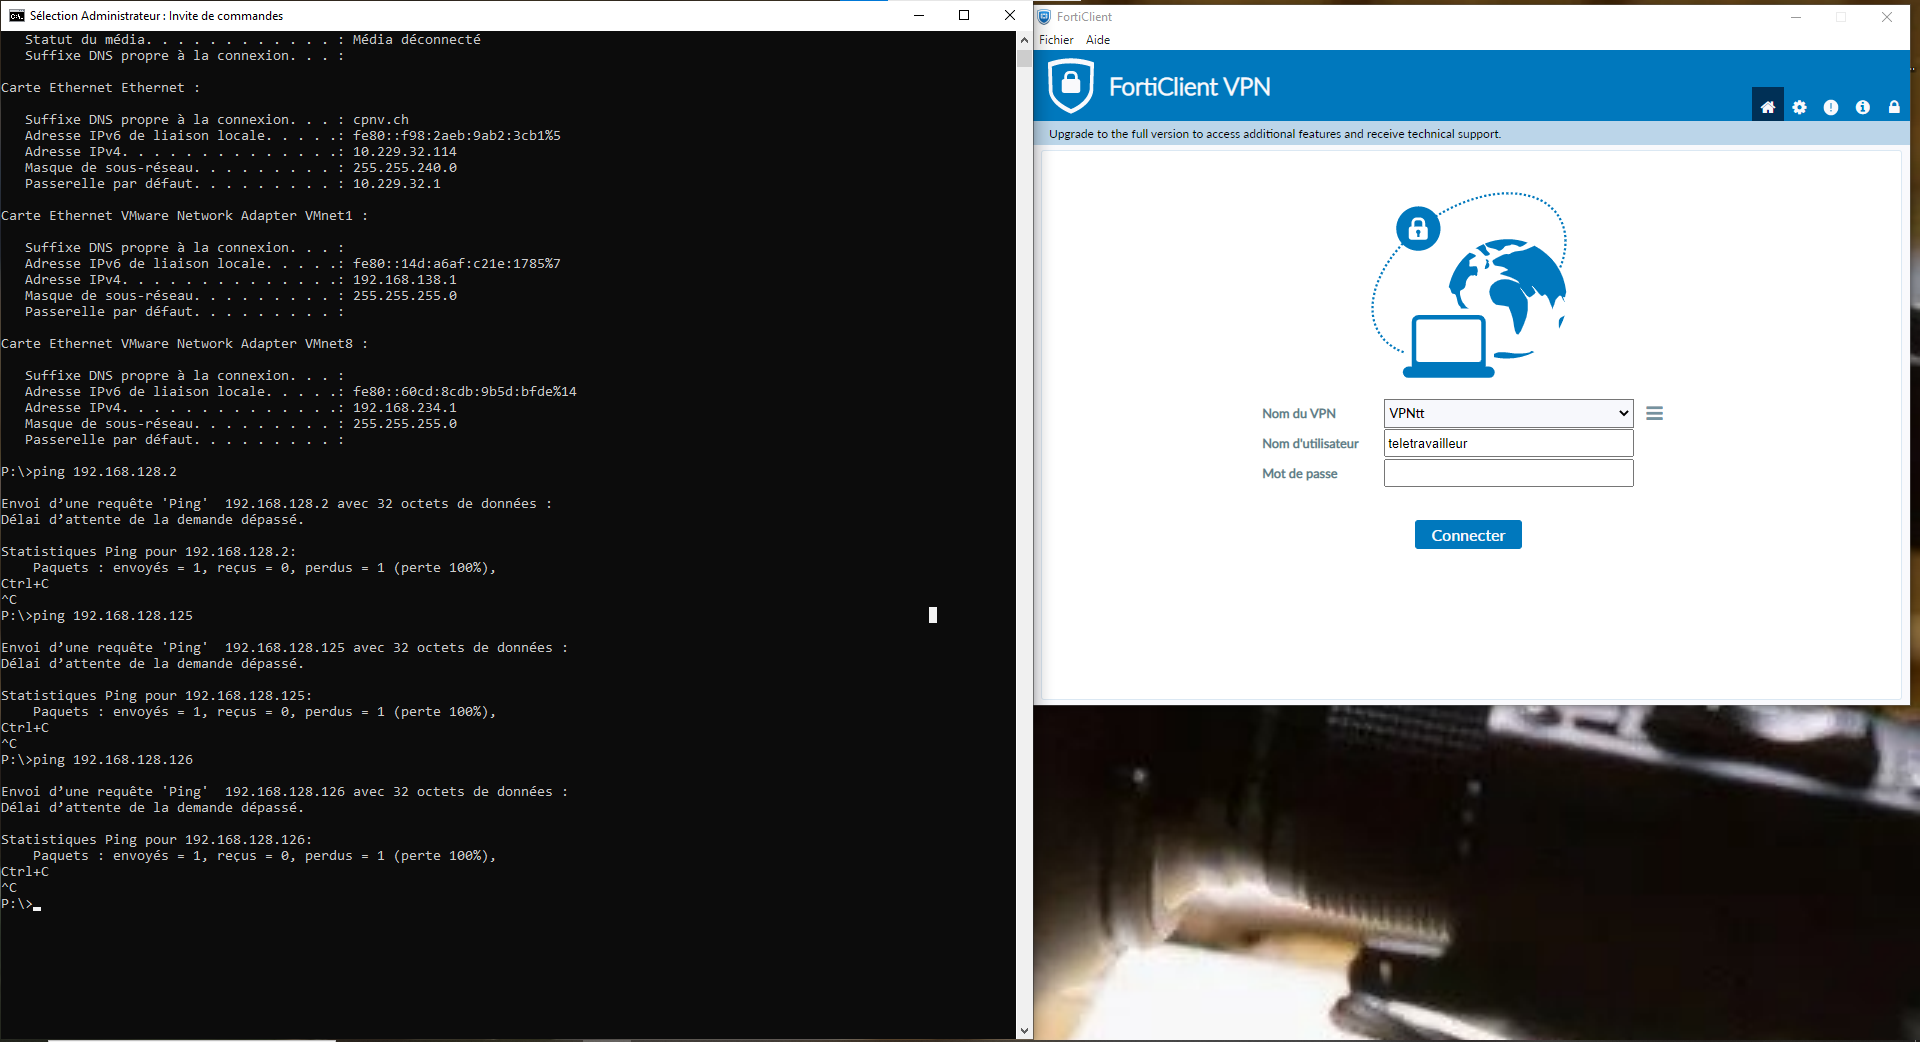 Sélection Administrateur : Invite de commandes
   Statut du média. . . . . . . . . . . . : Média déconnecté
   Suffixe DNS propre à la connexion. . . :
Carte Ethernet Ethernet :
   Suffixe DNS propre à la connexion. . . : cpnv.ch
   Adresse IPv6 de liaison locale. . . . .: fe80::f98:2aeb:9ab2:3cb1%5
   Adresse IPv4. . . . . . . . . . . . . .: 10.229.32.114
   Masque de sous-réseau. . . . . . . . . : 255.255.240.0
   Passerelle par défaut. . . . . . . . . : 10.229.32.1
Carte Ethernet VMware Network Adapter VMnet1 :
   Suffixe DNS propre à la connexion. . . :
   Adresse IPv6 de liaison locale. . . . .: fe80::14d:a6af:c21e:1785%7
   Adresse IPv4. . . . . . . . . . . . . .: 192.168.138.1
   Masque de sous-réseau. . . . . . . . . : 255.255.255.0
   Passerelle par défaut. . . . . . . . . :
Carte Ethernet VMware Network Adapter VMnet8 :
   Suffixe DNS propre à la connexion. . . :
   Adresse IPv6 de liaison locale. . . . .: fe80::60cd:8cdb:9b5d:bfde%14
   Adresse IPv4. . . . . . . . . . . . . .: 192.168.234.1
   Masque de sous-réseau. . . . . . . . . : 255.255.255.0
   Passerelle par défaut. . . . . . . . . :
P:\>ping 192.168.128.2
Envoi d’une requête 'Ping'  192.168.128.2 avec 32 octets de données :
Délai d’attente de la demande dépassé.
Statistiques Ping pour 192.168.128.2:
    Paquets : envoyés = 1, reçus = 0, perdus = 1 (perte 100%),
Ctrl+C
^C
P:\>ping 192.168.128.125
Envoi d’une requête 'Ping'  192.168.128.125 avec 32 octets de données :
Délai d’attente de la demande dépassé.
Statistiques Ping pour 192.168.128.125:
    Paquets : envoyés = 1, reçus = 0, perdus = 1 (perte 100%),
Ctrl+C
^C
P:\>ping 192.168.128.126
Envoi d’une requête 'Ping'  192.168.128.126 avec 32 octets de données :
Délai d’attente de la demande dépassé.
Statistiques Ping pour 192.168.128.126:
    Paquets : envoyés = 1, reçus = 0, perdus = 1 (perte 100%),
Ctrl+C
^C
P:\>
FortiClient
Fichier Aide
FortiClient VPN
Upgrade to the full version to access additional features and receive technical support.
Nom du VPN VPNtt
Nom d'utilisateur teletravailleur
Mot de passe
Connecter